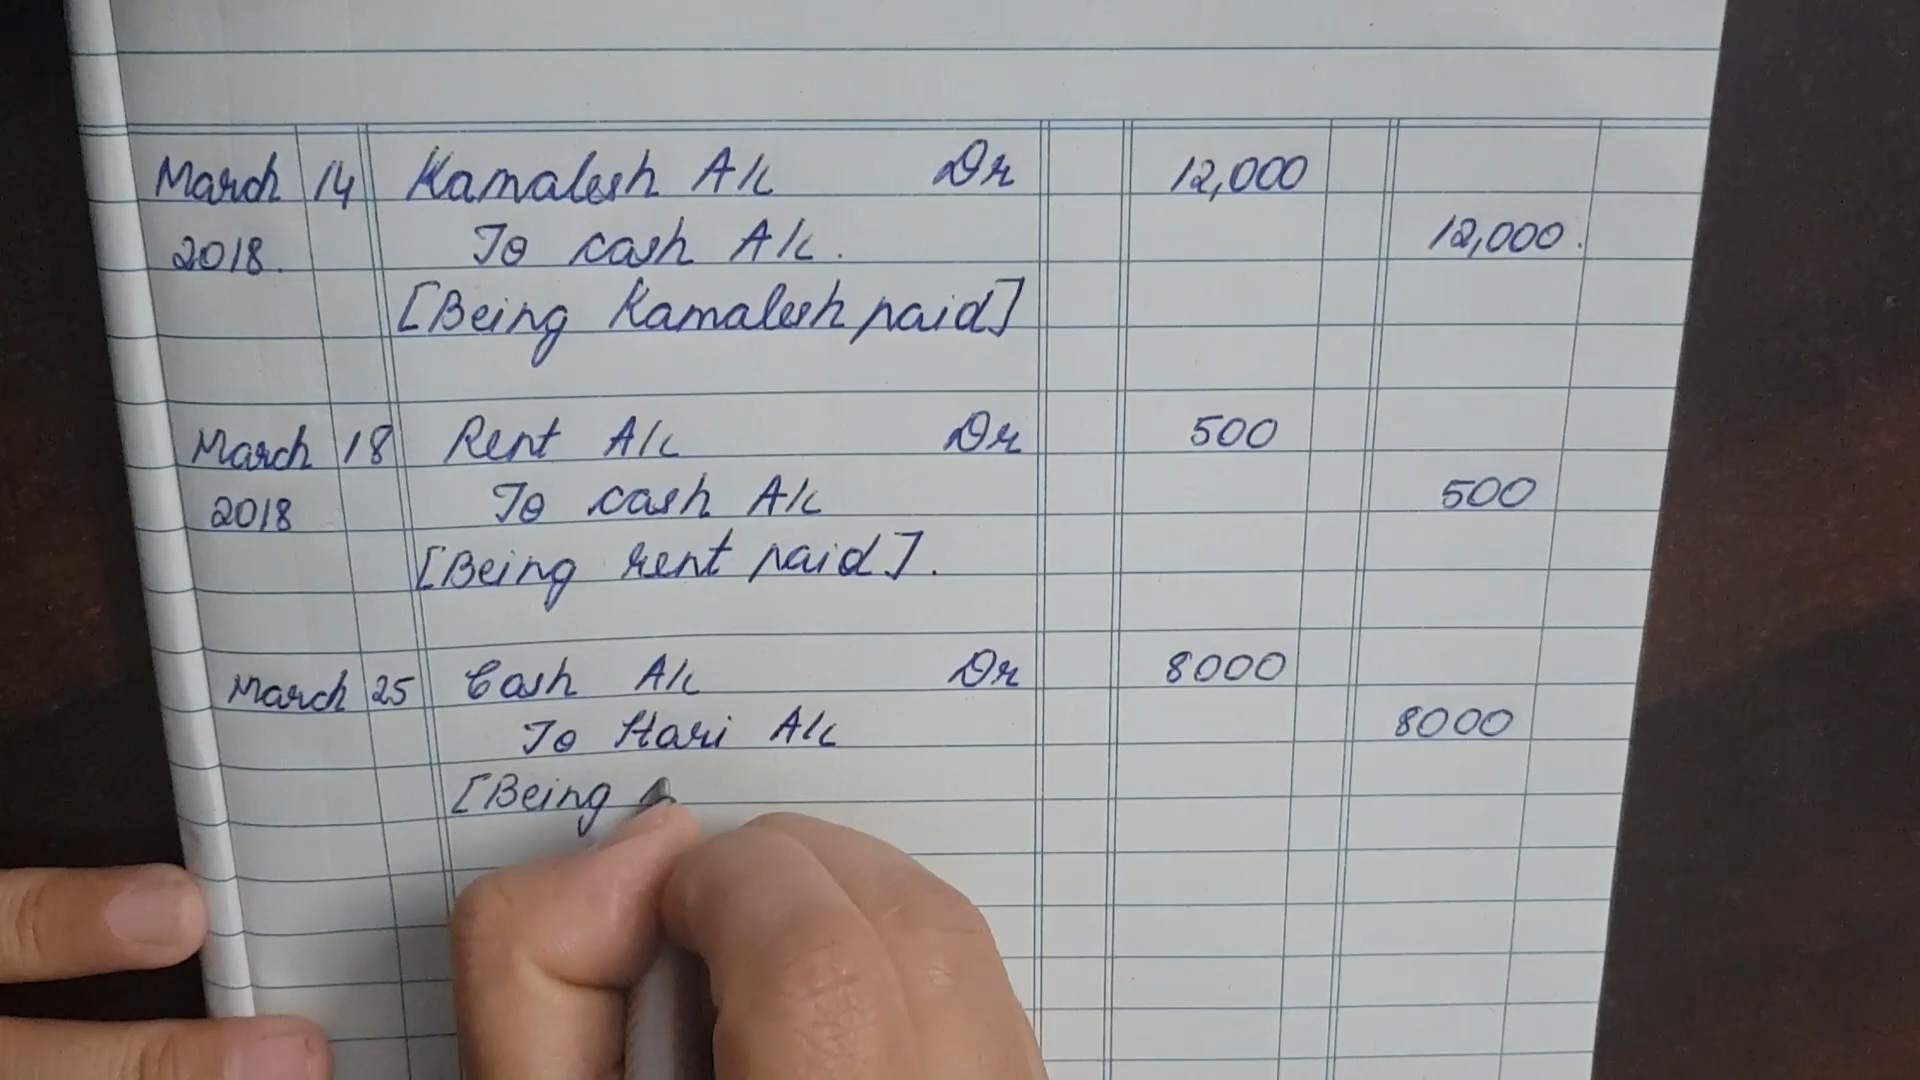 March 14 Kamalesh A/c Dr 12,000
2018. To cash A/c. 12,000.
[Being Kamalesh paid]
March 18 Rent A/c Dr 500
2018 To cash A/c 500
[Being rent paid].
March 25 Cash A/c Dr 8000
To Hari A/c 8000
[Being